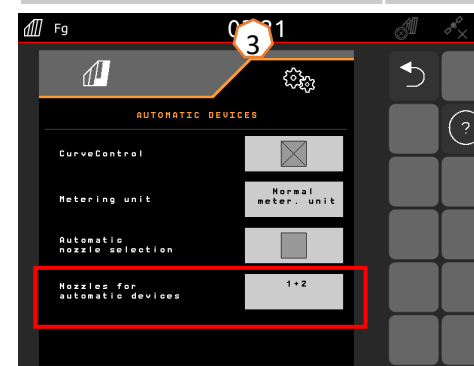 Fg
3
1
AUTOMATIC DEVICES
CurveControl
Metering unit
Normal
meter. unit
Automatic
nozzle selection
Nozzles for
automatic devices
1+2
?